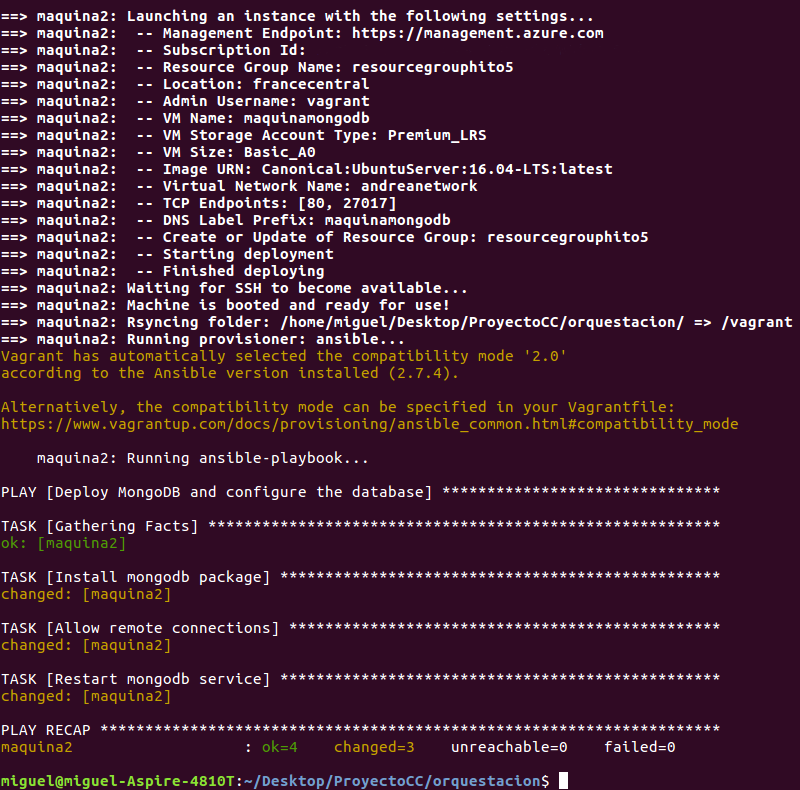 ==> maquina2: Launching an instance with the following settings...
==> maquina2:  -- Management Endpoint: https://management.azure.com
==> maquina2:  -- Subscription Id:
==> maquina2:  -- Resource Group Name: resourcegrouphito5
==> maquina2:  -- Location: francecentral
==> maquina2:  -- Admin Username: vagrant
==> maquina2:  -- VM Name: maquinamongodb
==> maquina2:  -- VM Storage Account Type: Premium_LRS
==> maquina2:  -- VM Size: Basic_A0
==> maquina2:  -- Image URN: Canonical:UbuntuServer:16.04-LTS:latest
==> maquina2:  -- Virtual Network Name: andreanetwork
==> maquina2:  -- TCP Endpoints: [80, 27017]
==> maquina2:  -- DNS Label Prefix: maquinamongodb
==> maquina2:  -- Create or Update of Resource Group: resourcegrouphito5
==> maquina2:  -- Starting deployment
==> maquina2:  -- Finished deploying
==> maquina2: Waiting for SSH to become available...
==> maquina2: Machine is booted and ready for use!
==> maquina2: Rsyncing folder: /home/miguel/Desktop/ProyectoCC/orquestacion/ => /vagrant
==> maquina2: Running provisioner: ansible...
Vagrant has automatically selected the compatibility mode '2.0'
according to the Ansible version installed (2.7.4).

Alternatively, the compatibility mode can be specified in your Vagrantfile:
https://www.vagrantup.com/docs/provisioning/ansible_common.html#compatibility_mode

    maquina2: Running ansible-playbook...

PLAY [Deploy MongoDB and configure the database] *******************************

TASK [Gathering Facts] *********************************************************
ok: [maquina2]

TASK [Install mongodb package] *************************************************
changed: [maquina2]

TASK [Allow remote connections] ************************************************
changed: [maquina2]

TASK [Restart mongodb service] *************************************************
changed: [maquina2]

PLAY RECAP *********************************************************************
maquina2                   : ok=4    changed=3    unreachable=0    failed=0

miguel@miguel-Aspire-4810T:~/Desktop/ProyectoCC/orquestacion$